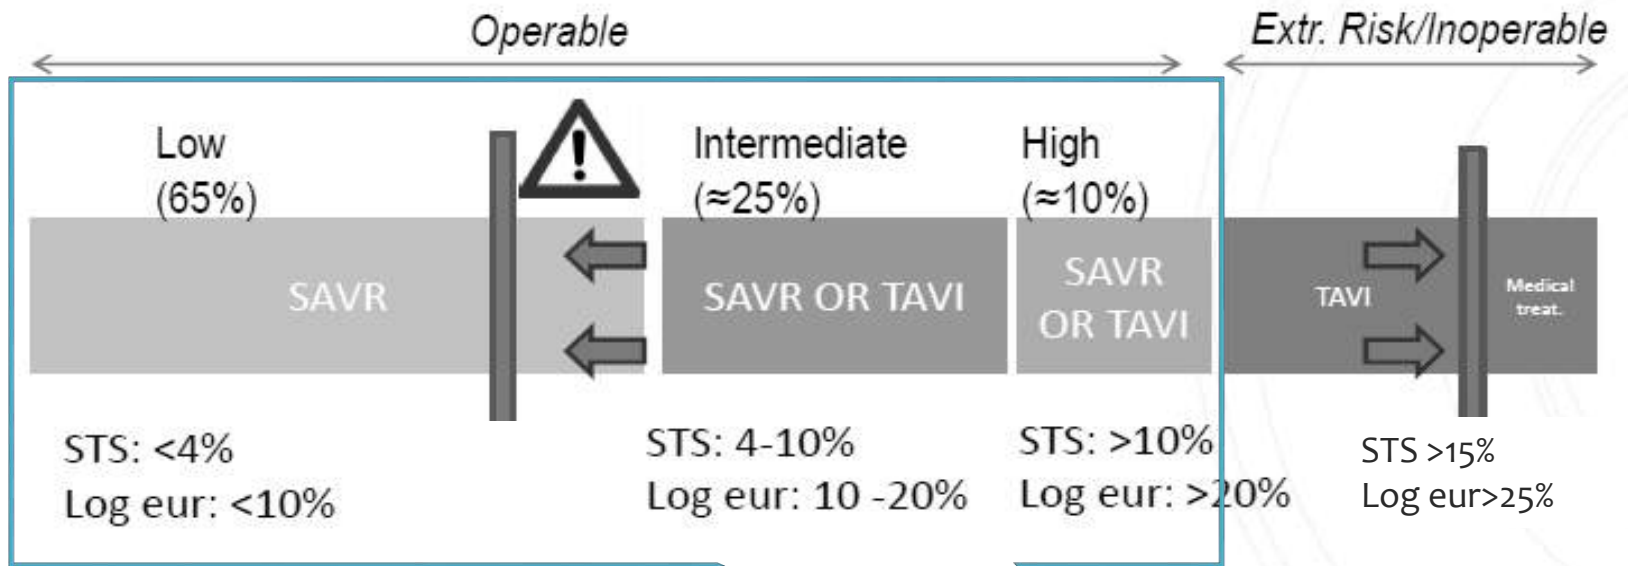 Operable
Extr. Risk/Inoperable
Low
(65%)
!
Intermediate
(≈25%)
High
(≈10%)
SAVR
SAVR OR TAVI
SAVR
OR TAVI
TAVI
Medical
treat.
STS: <4%
Log eur: <10%
STS: 4-10%
Log eur: 10 -20%
STS: >10%
Log eur: >20%
STS >15%
Log eur>25%